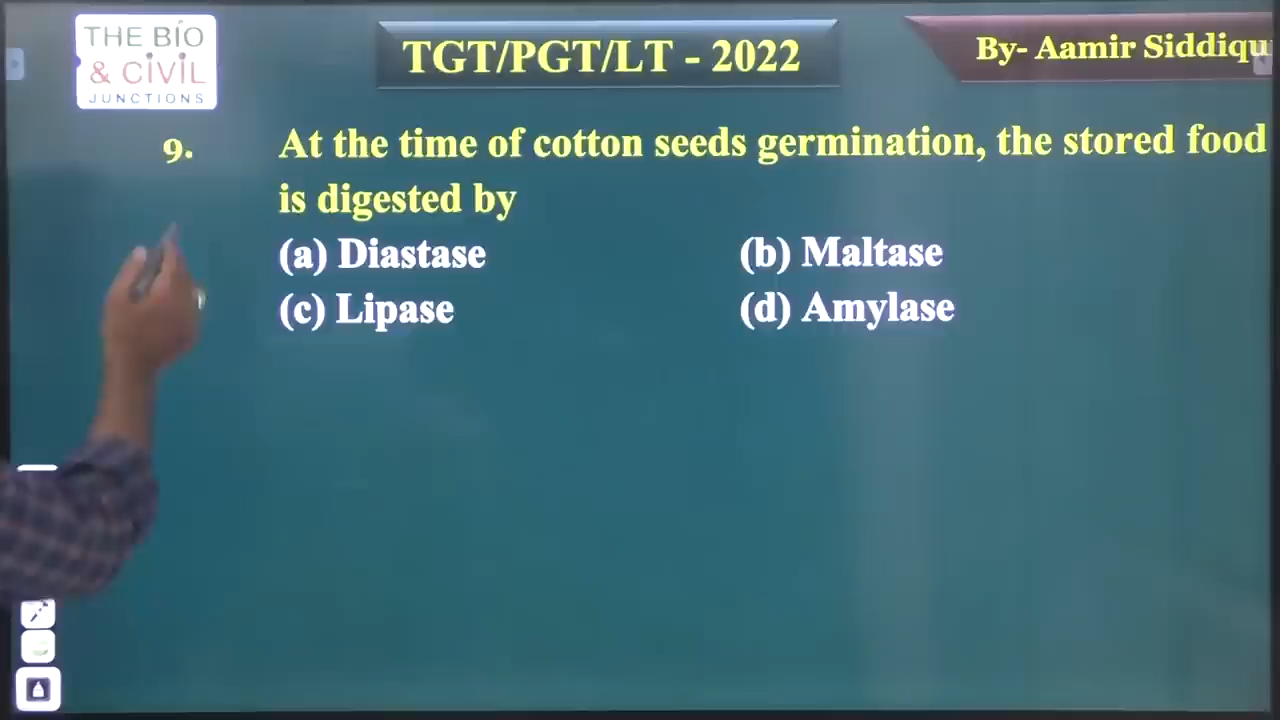 THE BIO
& CIVIL
JUNCTIONS
TGT/PGT/LT - 2022
By- Aamir Siddiqu
9. At the time of cotton seeds germination, the stored food
is digested by
(a) Diastase (b) Maltase
(c) Lipase (d) Amylase